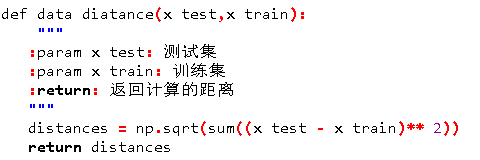 def data diatance(x test,x train):
"""
:param x test: 测试集
:param x train: 训练集
:return: 返回计算的距离
"""
distances = np.sqrt(sum((x test - x train)** 2))
return distances